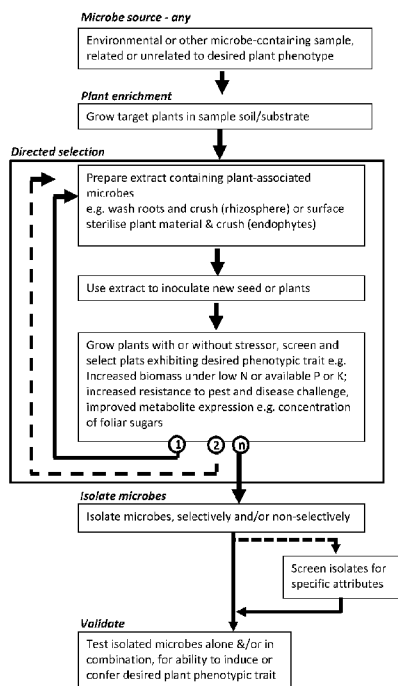 Microbe source - any
Environmental or other microbe-containing sample,
related or unrelated to desired plant phenotype
Plant enrichment
Grow target plants in sample soil/substrate
Directed selection
Prepare extract containing plant-associated
microbes
e.g. wash roots and crush (rhizosphere) or surface
sterilise plant material & crush (endophytes)
Use extract to inoculate new seed or plants
Grow plants with or without stressor, screen and
select plats exhibiting desired phenotypic trait e.g.
Increased biomass under low N or available P or K;
increased resistance to pest and disease challenge,
improved metabolite expression e.g. concentration
of foliar sugars
1 2 n
Isolate microbes
Isolate microbes, selectively and/or non-selectively
Screen isolates for
specific attributes
Validate
Test isolated microbes alone &/or in
combination, for ability to induce or
confer desired plant phenotypic trait